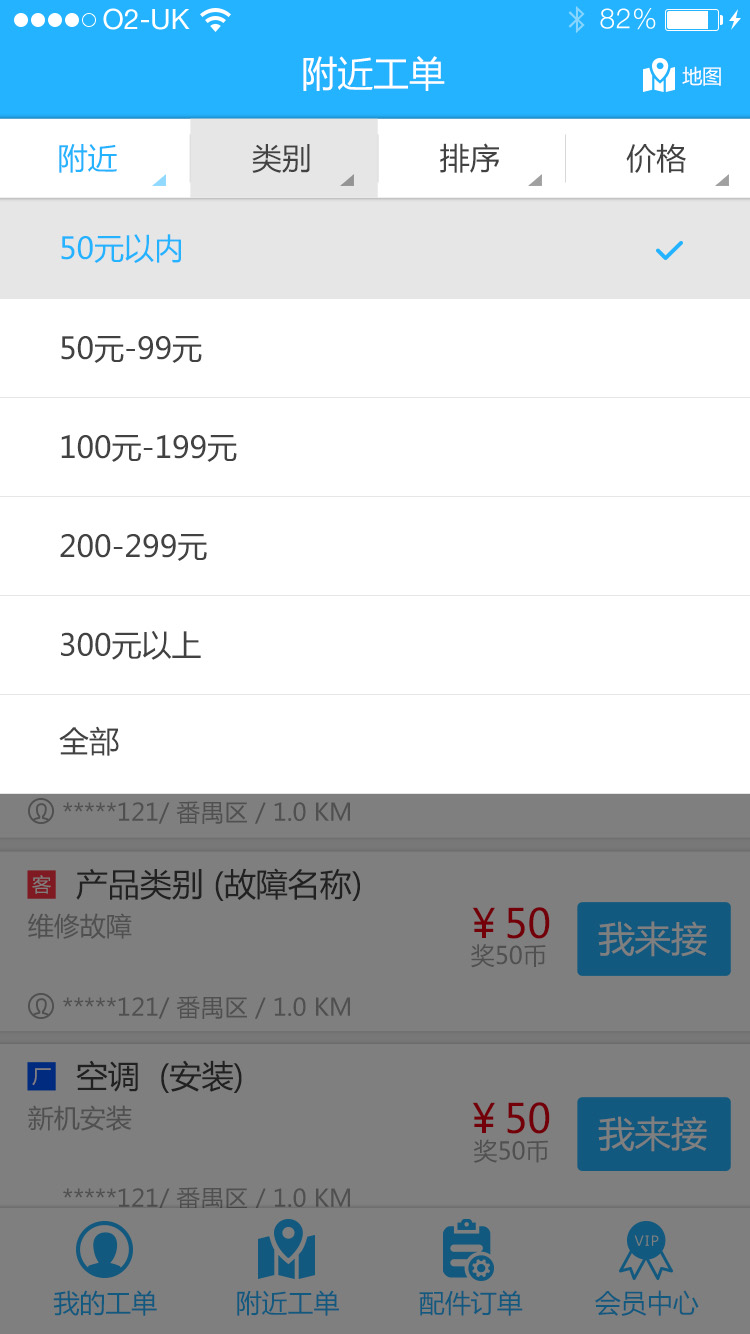 O2-UK 82%
附近工单 地图
附近 类别 排序 价格
50元以内
50元-99元
100元-199元
200-299元
300元以上
全部
*****121/ 番禺区 / 1.0 KM
客 产品类别 (故障名称)
维修故障
¥ 50
奖50币
我来接
*****121/ 番禺区 / 1.0 KM
厂 空调 (安装)
新机安装
¥ 50
奖50币
我来接
*****121/ 番禺区 / 1.0 KM
VIP
我的工单 附近工单 配件订单 会员中心